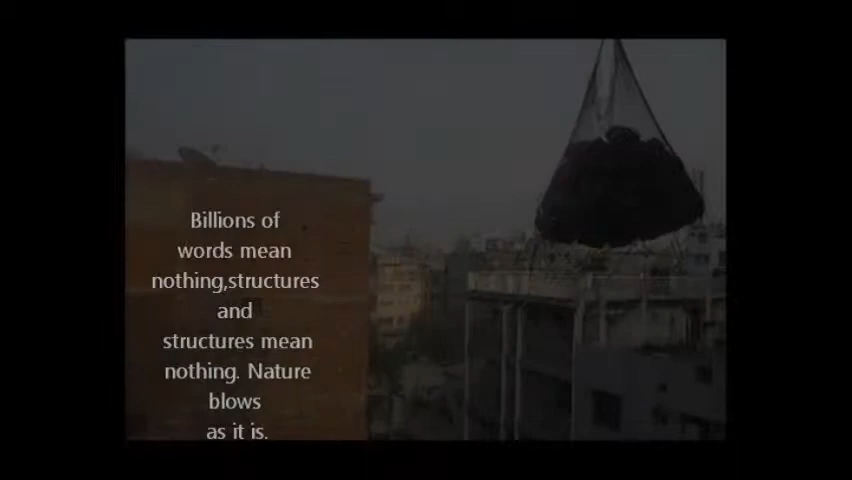 Billions of
words mean
nothing,structures
and
structures mean
nothing. Nature
blows
as it is.